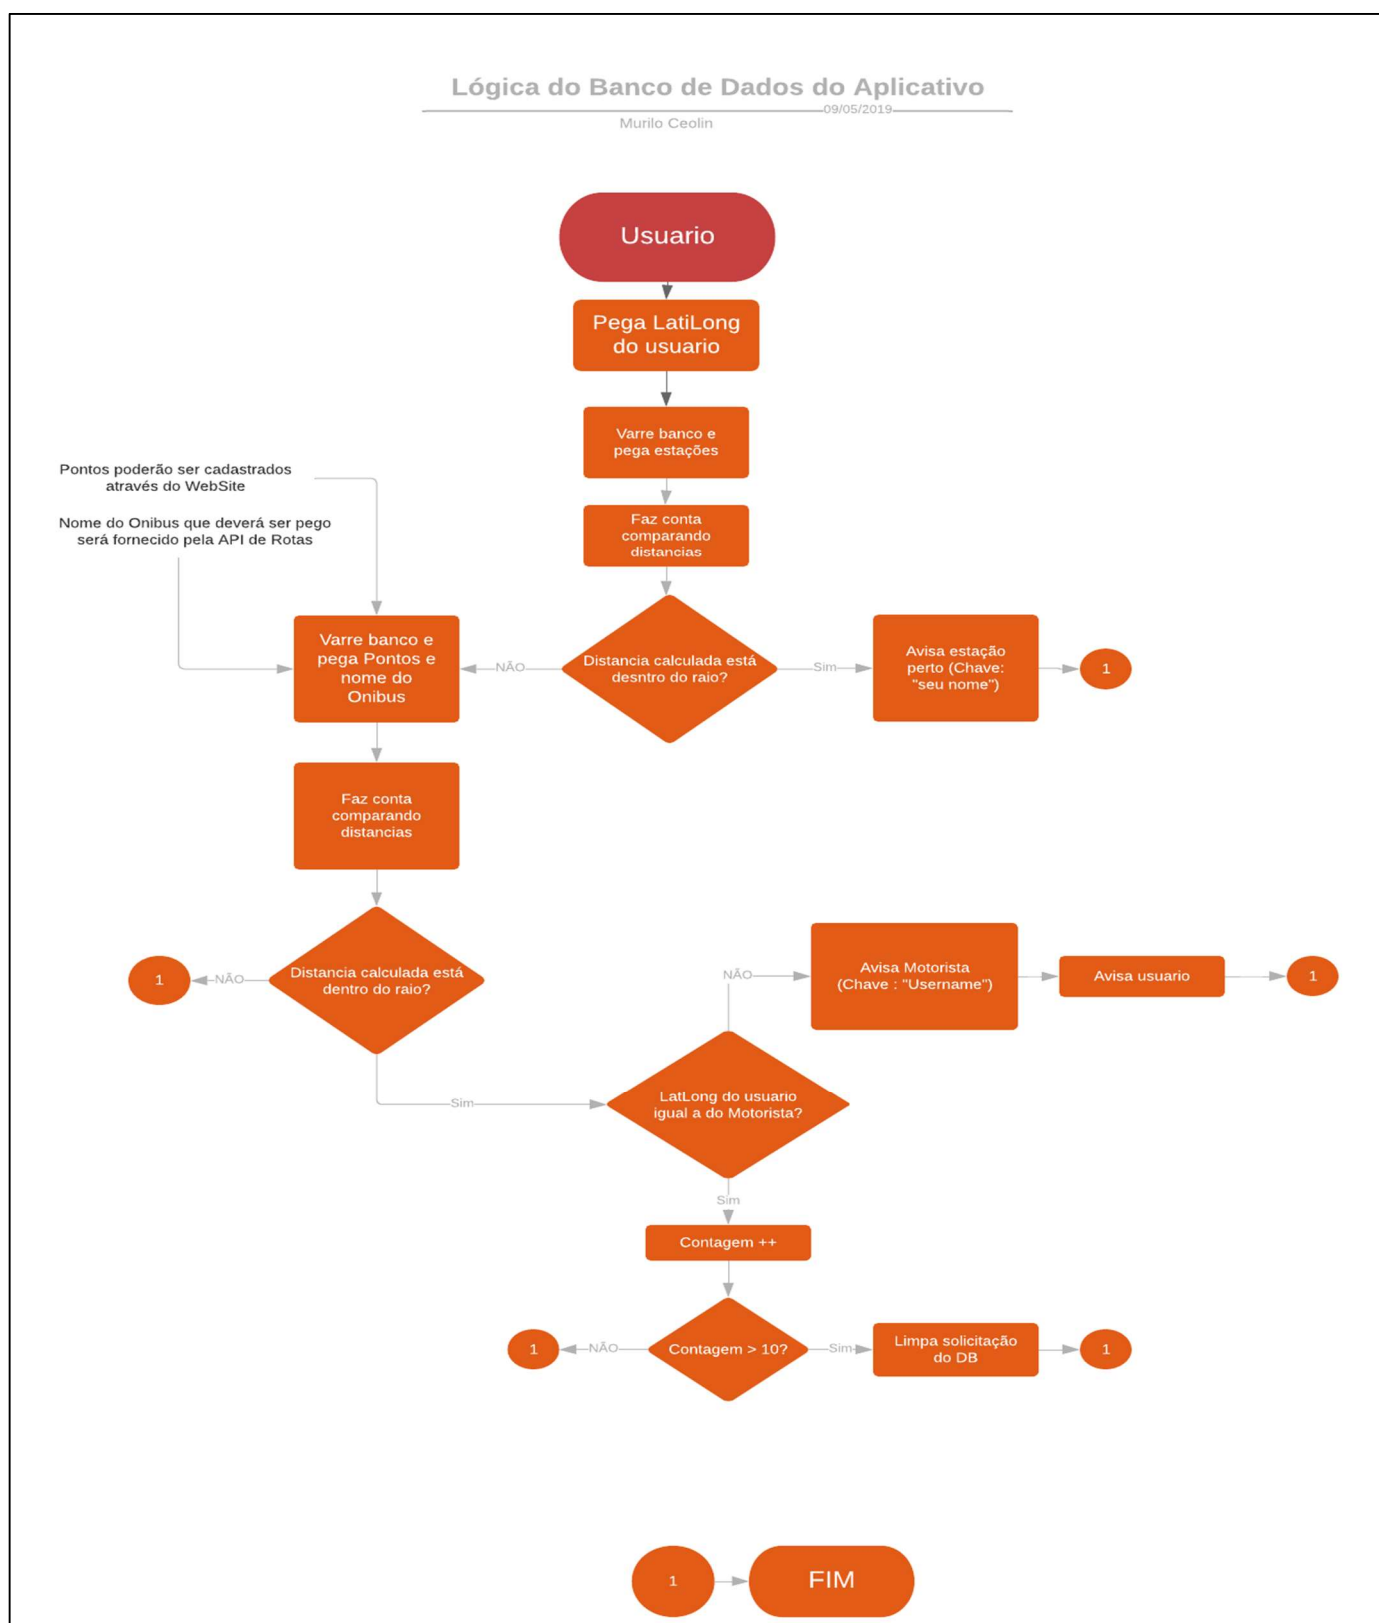 Lógica do Banco de Dados do Aplicativo
09/05/2019
Murilo Ceolin
Usuario
Pega LatiLong
do usuario
Varre banco e
pega estações
Pontos poderão ser cadastrados
através do WebSite
Nome do Onibus que deverá ser pego
será fornecido pela API de Rotas
Faz conta
comparando
distancias
Varre banco e
pega Pontos e
nome do
Onibus
NÃO
Distancia calculada está
desntro do raio?
Sim
Avisa estação
perto (Chave:
"seu nome")
1
Faz conta
comparando
distancias
1
NÃO
Distancia calculada está
dentro do raio?
Sim
NÃO
Avisa Motorista
(Chave : "Username")
Avisa usuario
1
LatLong do usuario
igual a do Motorista?
Sim
Contagem ++
1
NÃO
Contagem > 10?
Sim
Limpa solicitação
do DB
1
1
FIM